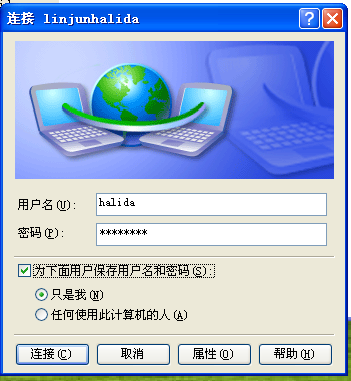 连接 linjunhalida
用户名(U): halida
密码(P): ********
为下面用户保存用户名和密码(S):
只是我(N)
任何使用此计算机的人(A)
连接(C) 取消 属性(O) 帮助(H)